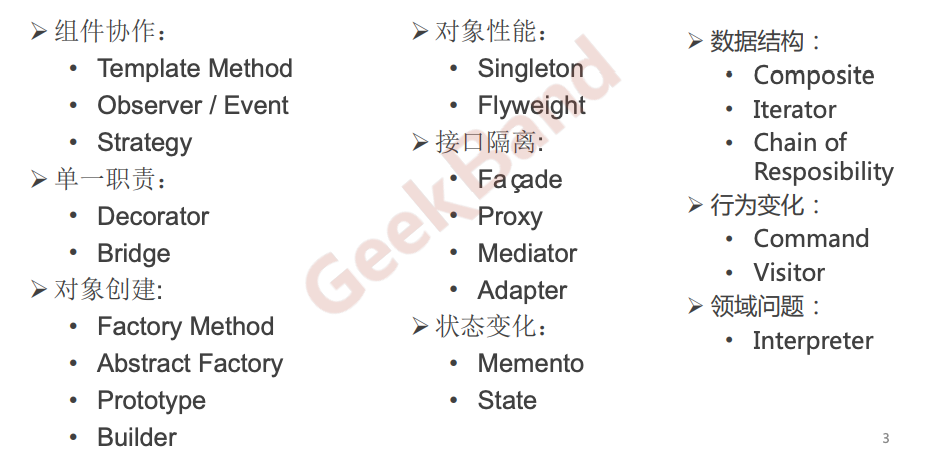 ➢ 组件协作：
• Template Method
• Observer / Event
• Strategy
➢ 单一职责：
• Decorator
• Bridge
➢ 对象创建:
• Factory Method
• Abstract Factory
• Prototype
• Builder
➢ 对象性能：
• Singleton
• Flyweight
➢ 接口隔离:
• Façade
• Proxy
• Mediator
• Adapter
➢ 状态变化：
• Memento
• State
➢ 数据结构：
• Composite
• Iterator
• Chain of
Resposibility
➢ 行为变化：
• Command
• Visitor
➢ 领域问题：
• Interpreter
GeekBand
3